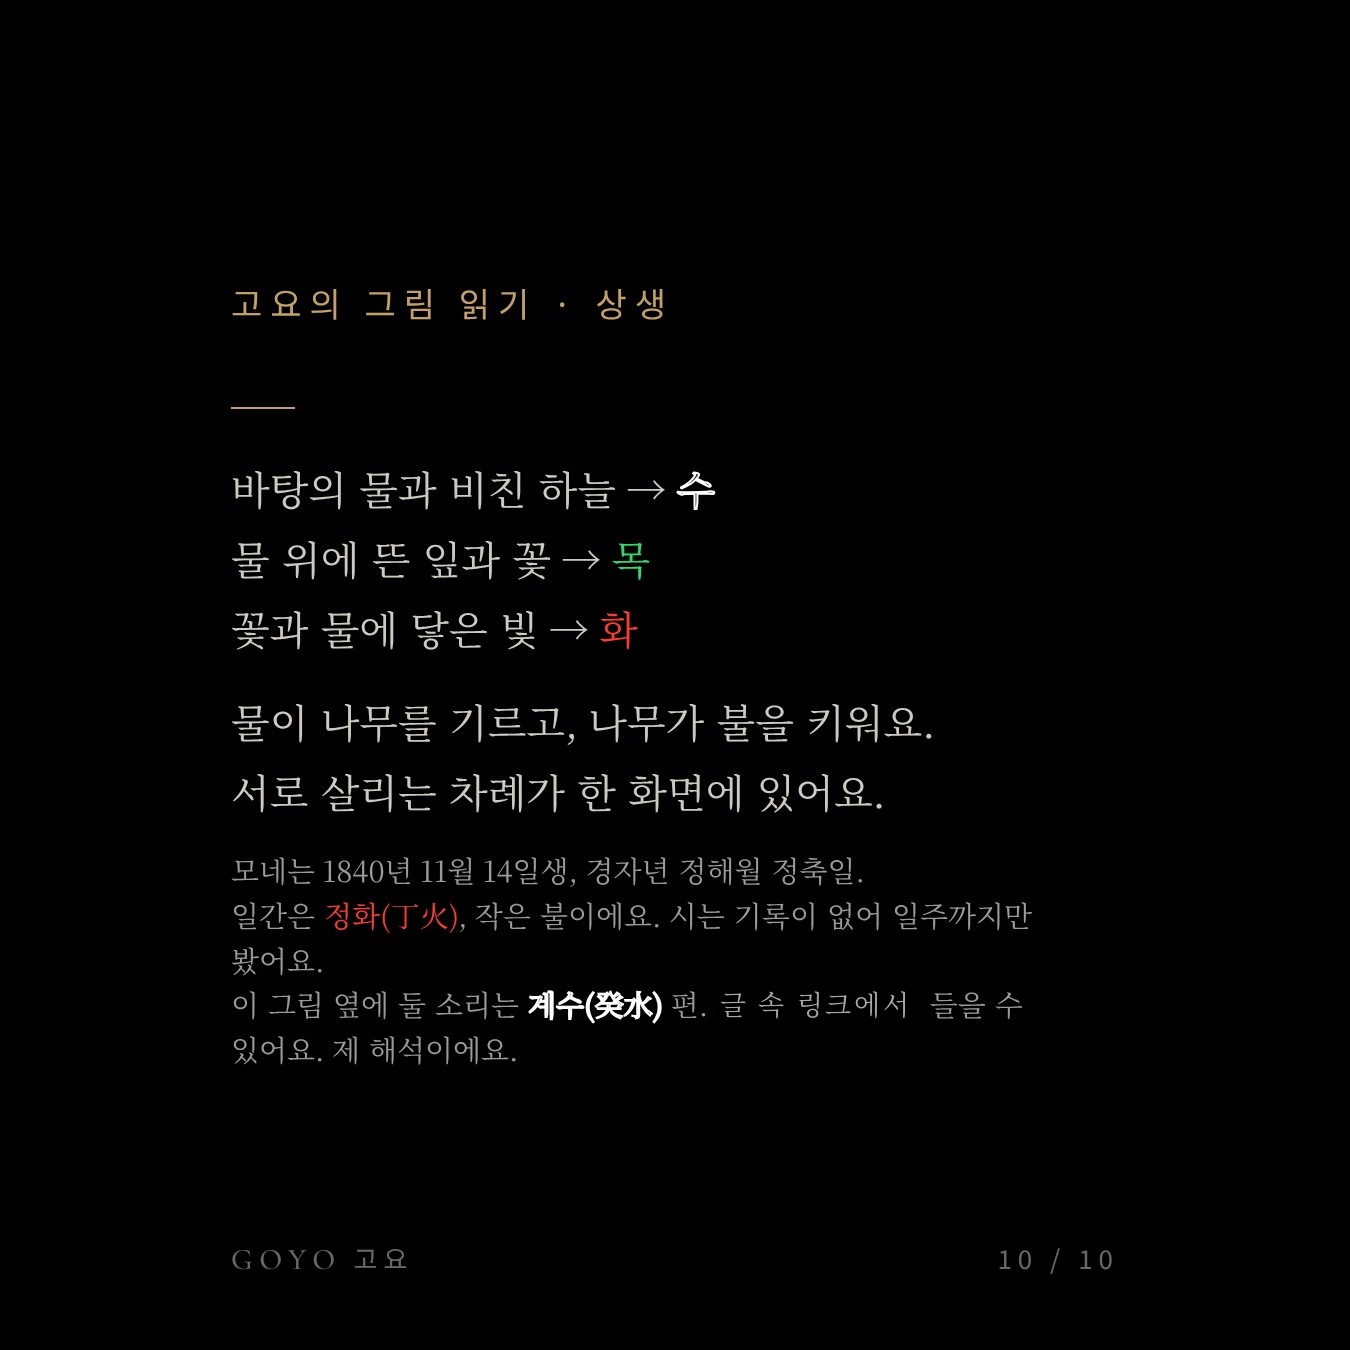 고요의 그림 읽기 · 상생
바탕의 물과 비친 하늘 → 수
물 위에 뜬 잎과 꽃 → 목
꽃과 물에 닿은 빛 → 화
물이 나무를 기르고, 나무가 불을 키워요.
서로 살리는 차례가 한 화면에 있어요.
모네는 1840년 11월 14일생, 경자년 정해월 정축일.
일간은 정화(丁火), 작은 불이에요. 시는 기록이 없어 일주까지만
봤어요.
이 그림 옆에 둘 소리는 계수(癸水) 편. 글 속 링크에서 들을 수
있어요. 제 해석이에요.
GOYO 고요
10 / 10